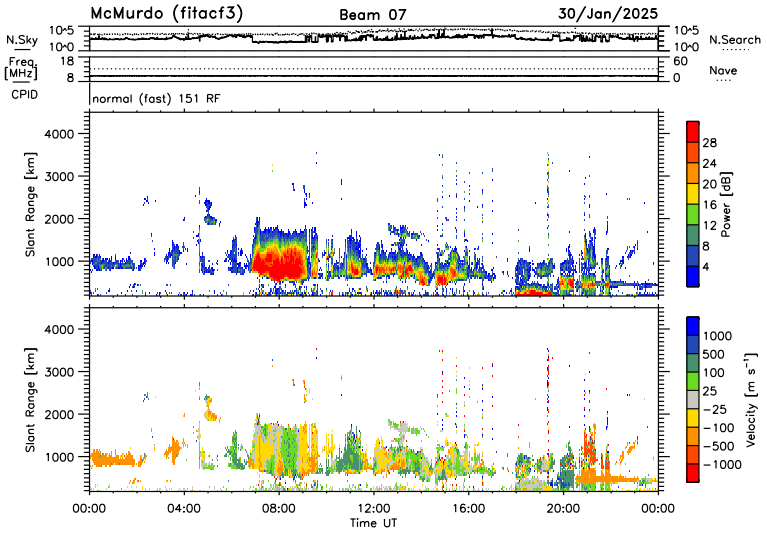 McMurdo (fitacf3) Beam 07 30/Jan/2025
N.Sky 10^5 10^0 10^5 10^0 N.Search
Freq. [MHz] 18 8 60 0 Nave
CPID normal (fast) 151 RF
Slant Range [km] 4000 3000 2000 1000
Power [dB] 28 24 20 16 12 8 4
Slant Range [km] 4000 3000 2000 1000
Velocity [m s⁻¹] 1000 500 100 25 −25 −100 −500 −1000
00:00 04:00 08:00 12:00 16:00 20:00 00:00
Time UT